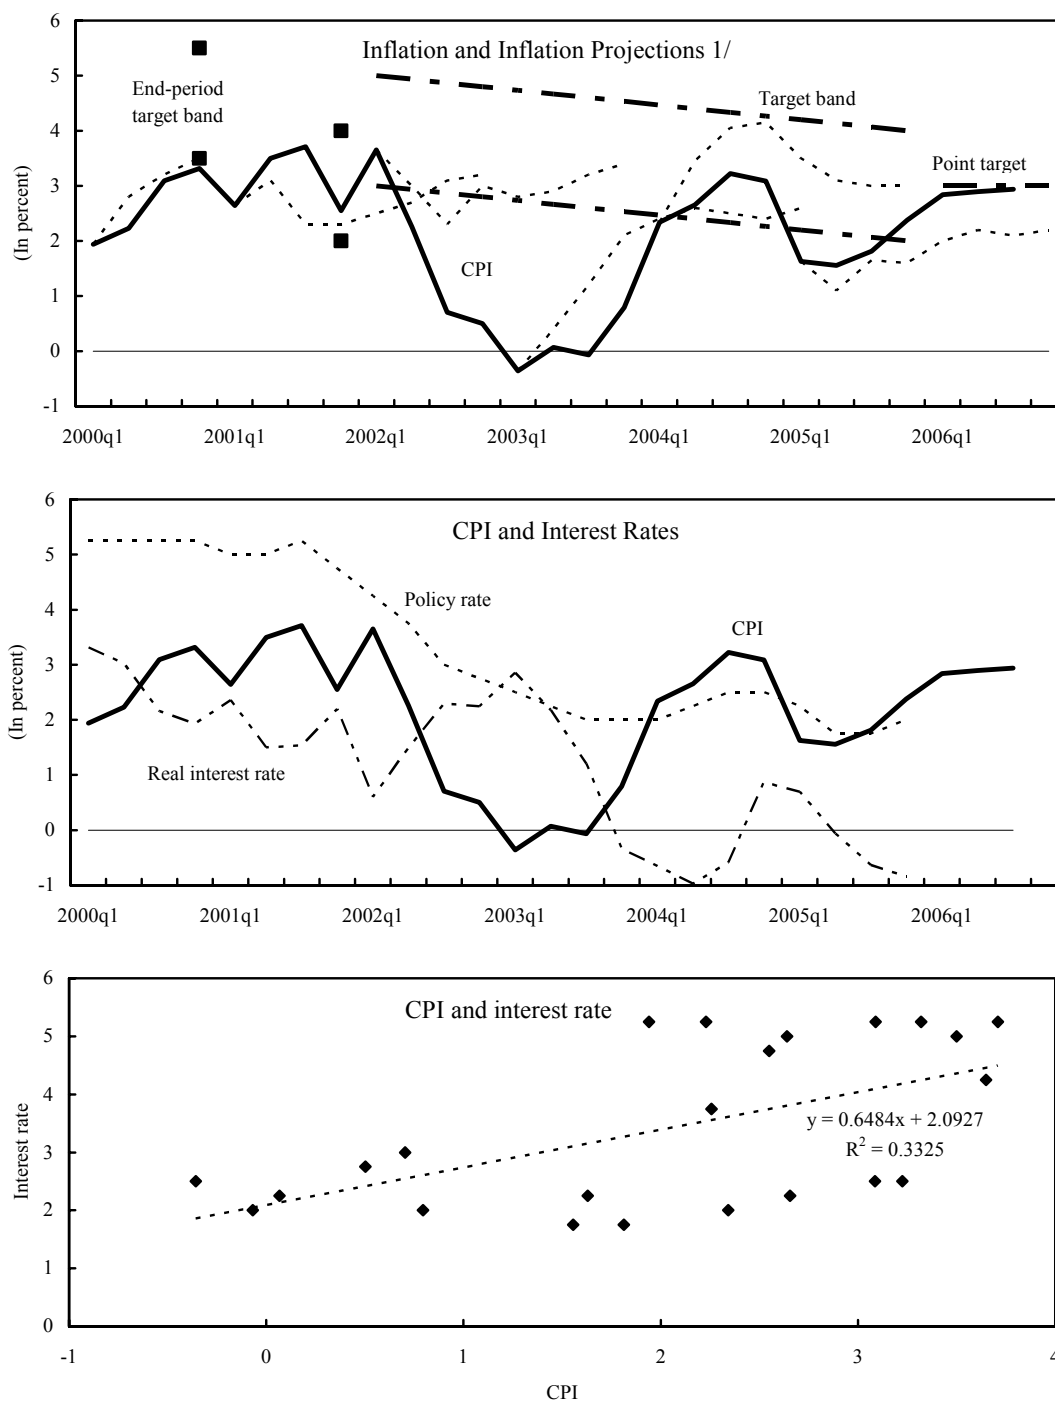 6
Inflation and Inflation Projections 1/
5
End-period
target band
Target band
4
Point target
3
(In percent)
2
CPI
1
0
-1
2000q1 2001q1 2002q1 2003q1 2004q1 2005q1 2006q1
6
CPI and Interest Rates
5
Policy rate
4
CPI
3
(In percent)
2
Real interest rate
1
0
-1
2000q1 2001q1 2002q1 2003q1 2004q1 2005q1 2006q1
6
CPI and interest rate
5
4
y = 0.6484x + 2.0927
R² = 0.3325
3
Interest rate
2
1
0
-1 0 1 2 3 4
CPI